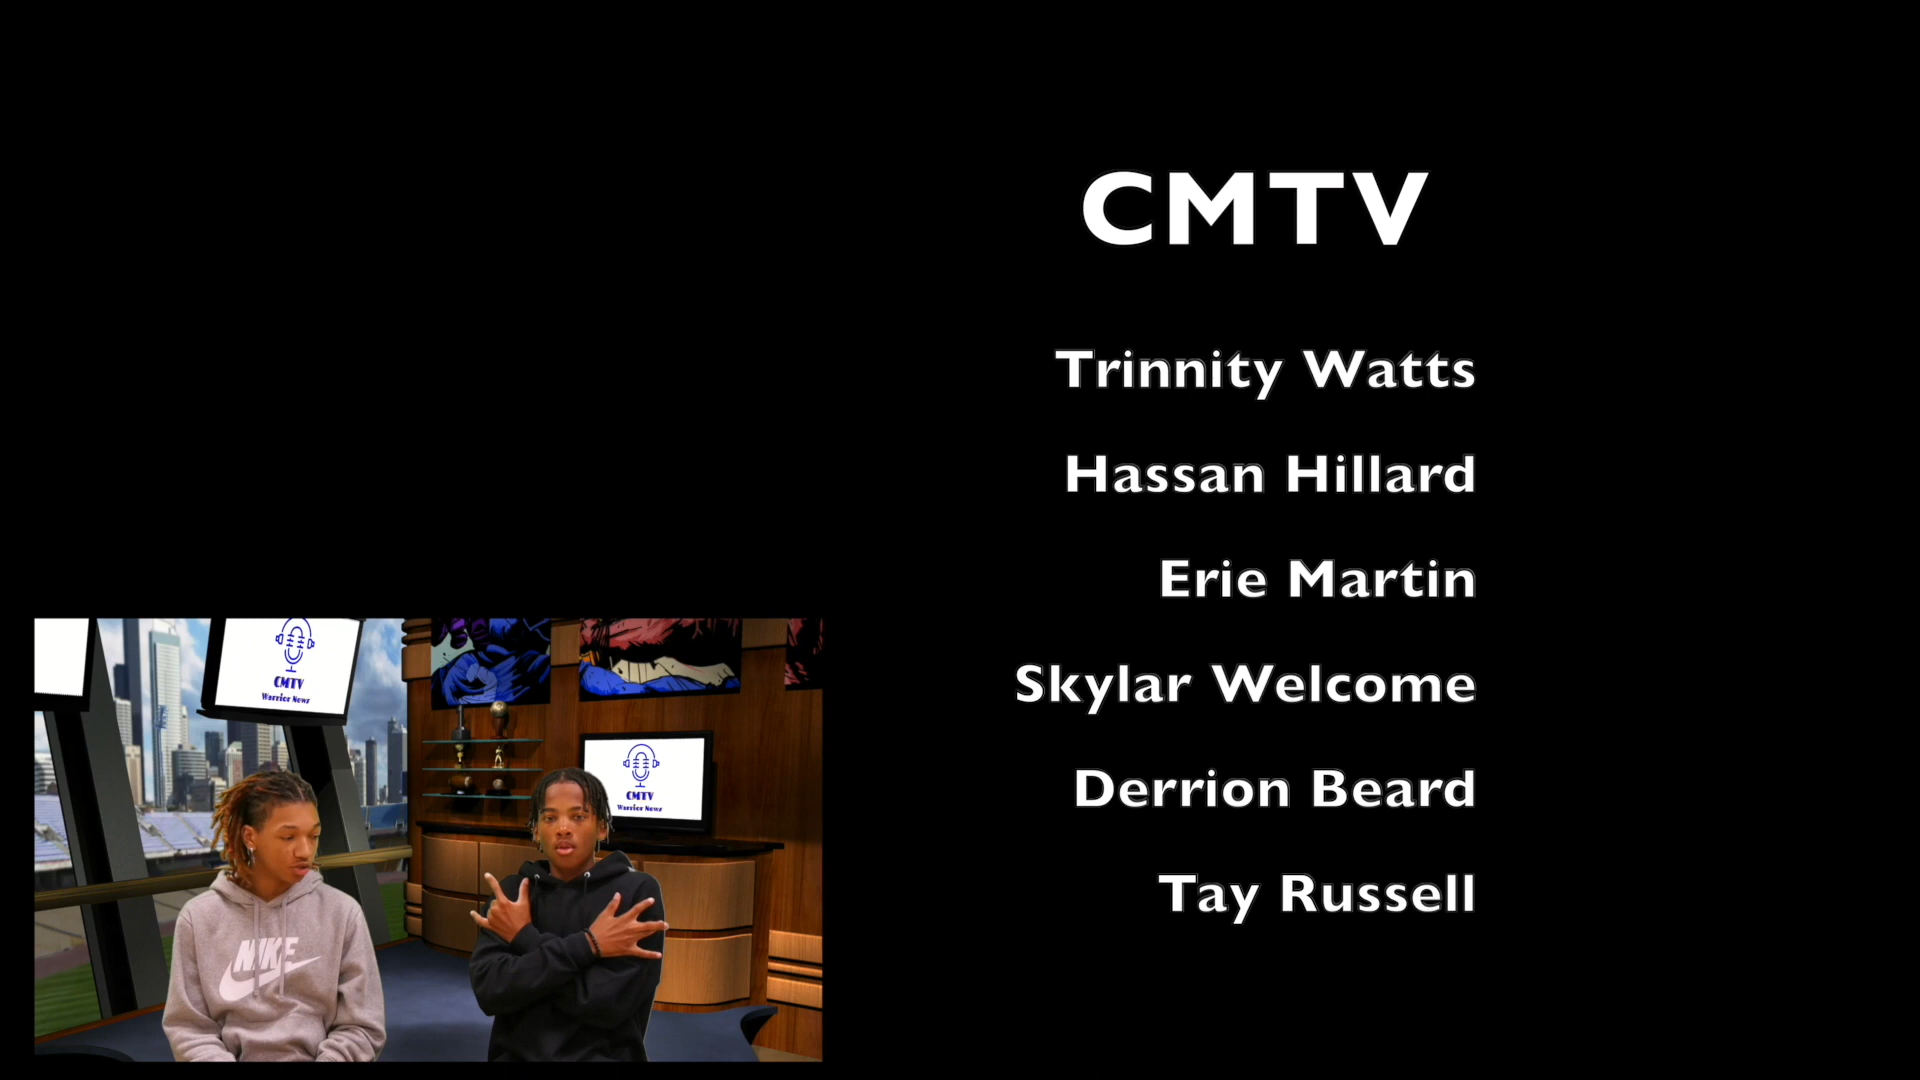 CMTV
Trinnity Watts
Hassan Hillard
Erie Martin
Skylar Welcome
Derrion Beard
Tay Russell
CMTV
Warrior News
CMTV
Warrior News
NIKE